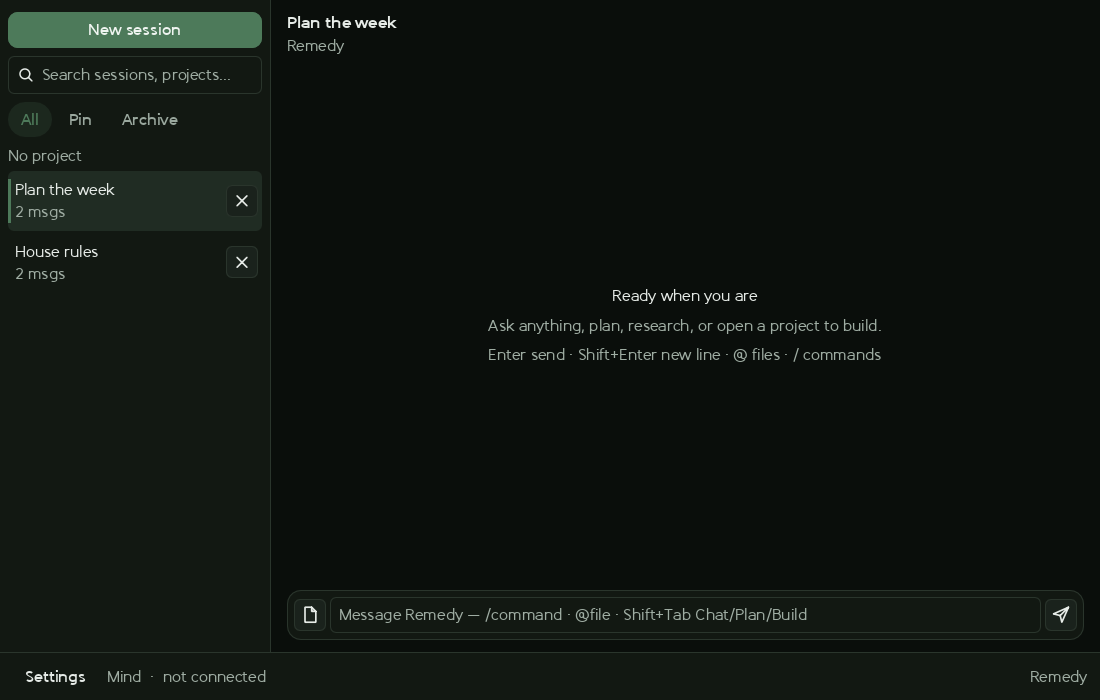 New session
Search sessions, projects...
All Pin Archive
No project
Plan the week
2 msgs
House rules
2 msgs
Plan the week
Remedy
Ready when you are
Ask anything, plan, research, or open a project to build.
Enter send · Shift+Enter new line · @ files · / commands
Message Remedy — /command · @file · Shift+Tab Chat/Plan/Build
Settings Mind · not connected Remedy